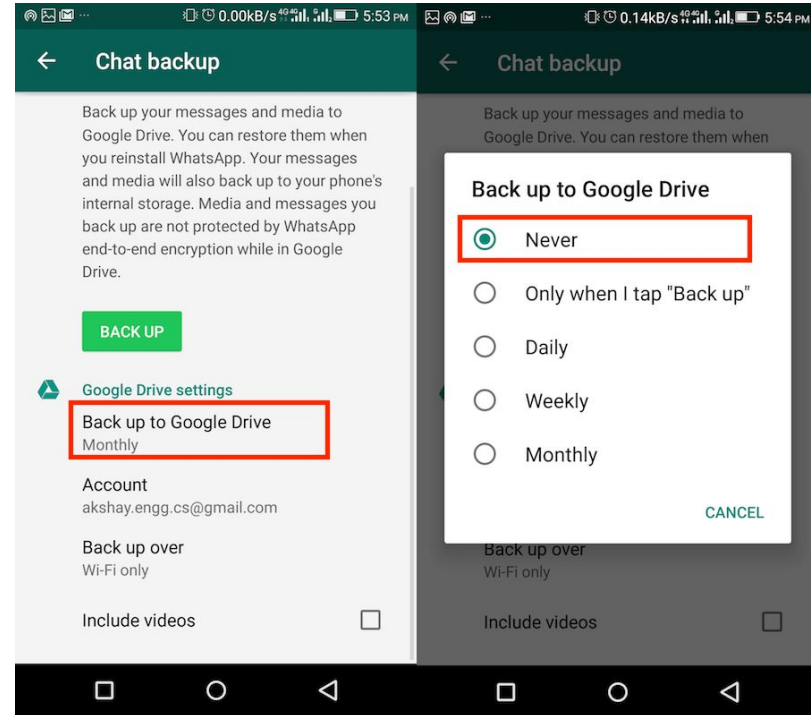 0.00kB/s 4G 4G 5:53 PM
Chat backup
Back up your messages and media to
Google Drive. You can restore them when
you reinstall WhatsApp. Your messages
and media will also back up to your phone's
internal storage. Media and messages you
back up are not protected by WhatsApp
end-to-end encryption while in Google
Drive.
BACK UP
Google Drive settings
Back up to Google Drive
Monthly
Account
akshay.engg.cs@gmail.com
Back up over
Wi-Fi only
Include videos
0.14kB/s 4G 4G 5:54 PM
Chat backup
Back up your messages and media to
Google Drive. You can restore them when
Back up to Google Drive
Never
Only when I tap "Back up"
Daily
Weekly
Monthly
CANCEL
Back up over
Wi-Fi only
Include videos